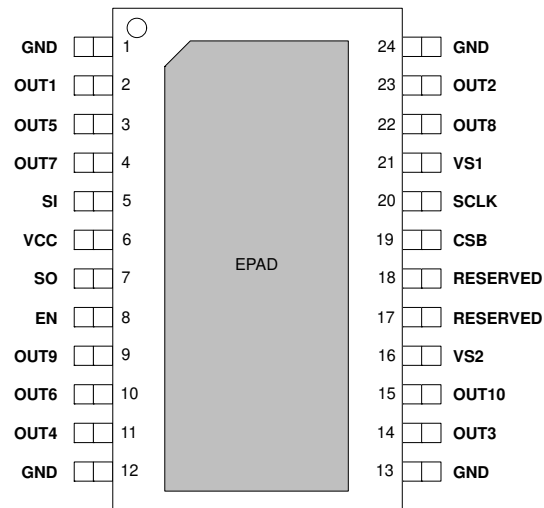 GND 1 24 GND
OUT1 2 23 OUT2
OUT5 3 22 OUT8
OUT7 4 21 VS1
SI 5 20 SCLK
VCC 6 19 CSB
EPAD
SO 7 18 RESERVED
EN 8 17 RESERVED
OUT9 9 16 VS2
OUT6 10 15 OUT10
OUT4 11 14 OUT3
GND 12 13 GND